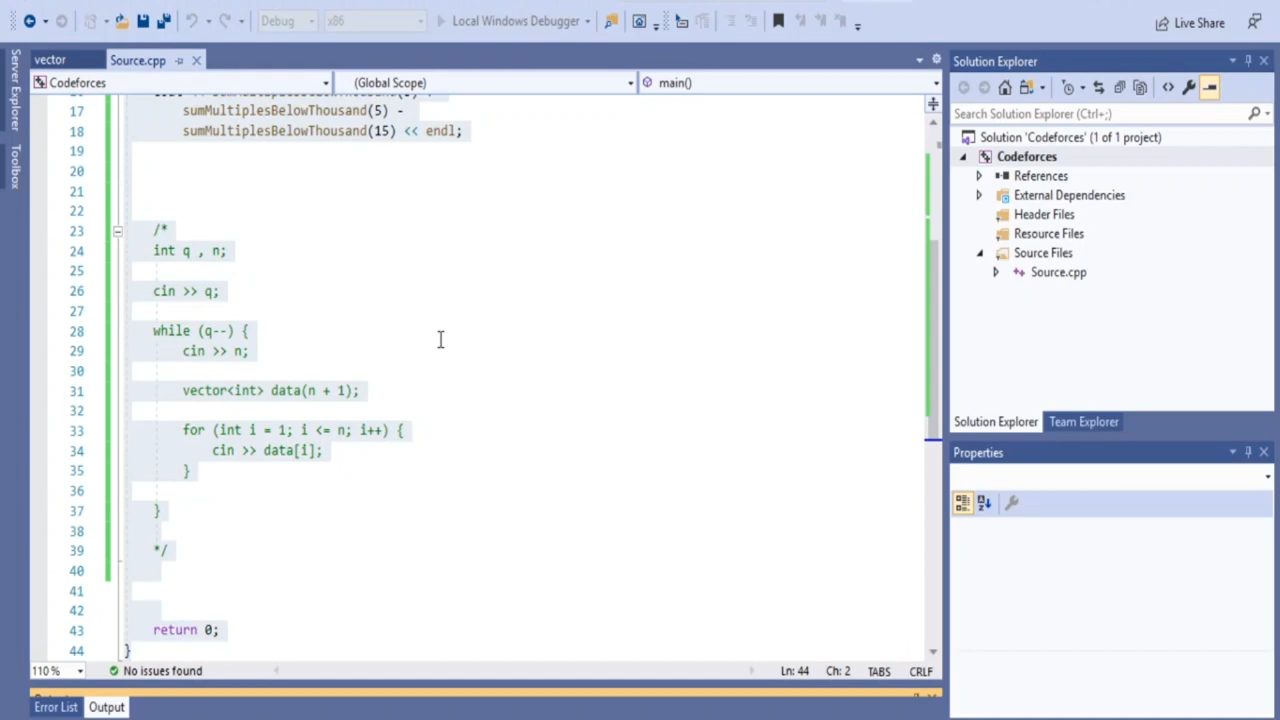 Debug
x86
Local Windows Debugger
Live Share
Server Explorer
Toolbox
vector
Source.cpp
Codeforces
(Global Scope)
main()
17 sumMultiplesBelowThousand(5) -
18 sumMultiplesBelowThousand(15) << endl;
19
20
21
22
23 /*
24 int q , n;
25
26 cin >> q;
27
28 while (q--) {
29 cin >> n;
30
31 vector<int> data(n + 1);
32
33 for (int i = 1; i <= n; i++) {
34 cin >> data[i];
35 }
36
37 }
38
39 */
40
41
42
43 return 0;
44 }
110 %
No issues found
Ln: 44
Ch: 2
TABS
CRLF
Error List
Output
Solution Explorer
Search Solution Explorer (Ctrl+;)
Solution 'Codeforces' (1 of 1 project)
Codeforces
References
External Dependencies
Header Files
Resource Files
Source Files
Source.cpp
Solution Explorer
Team Explorer
Properties